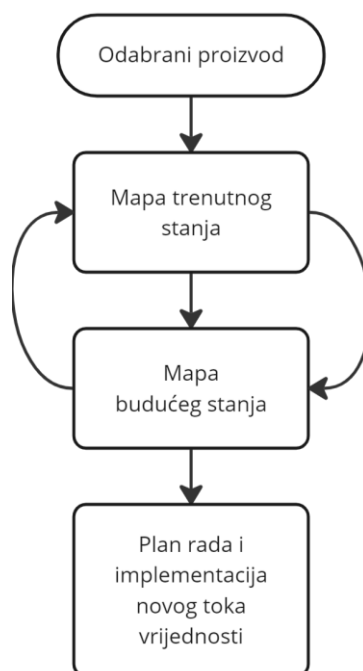 Odabrani proizvod
Mapa trenutnog
stanja
Mapa
budućeg stanja
Plan rada i
implementacija
novog toka
vrijednosti